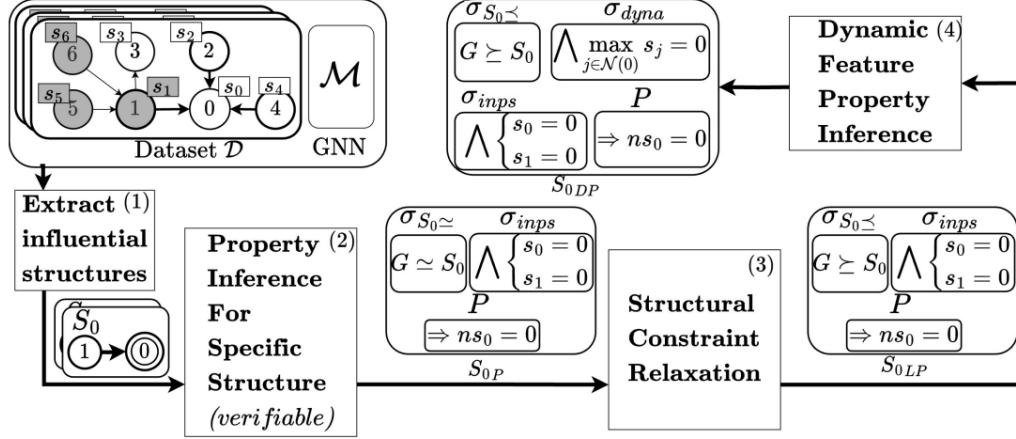 s6
s3
s2
6
3
2
s5
s1
s0
s4
5
1
0
4
Dataset 𝒟
ℳ
GNN
Extract (1)
influential
structures
S0
1
0
Property (2)
Inference
For
Specific
Structure
(verifiable)
σS0≃
σinps
G ≃ S0
⋀ { s0 = 0
s1 = 0
P
⇒ ns0 = 0
S0P
(3)
Structural
Constraint
Relaxation
σS0⪯
σinps
G ⪰ S0
⋀ { s0 = 0
s1 = 0
P
⇒ ns0 = 0
S0LP
Dynamic (4)
Feature
Property
Inference
σS0⪯
σdyna
G ⪰ S0
⋀ max sj = 0
j∈𝒩(0)
σinps
P
⋀ { s0 = 0
s1 = 0
⇒ ns0 = 0
S0DP